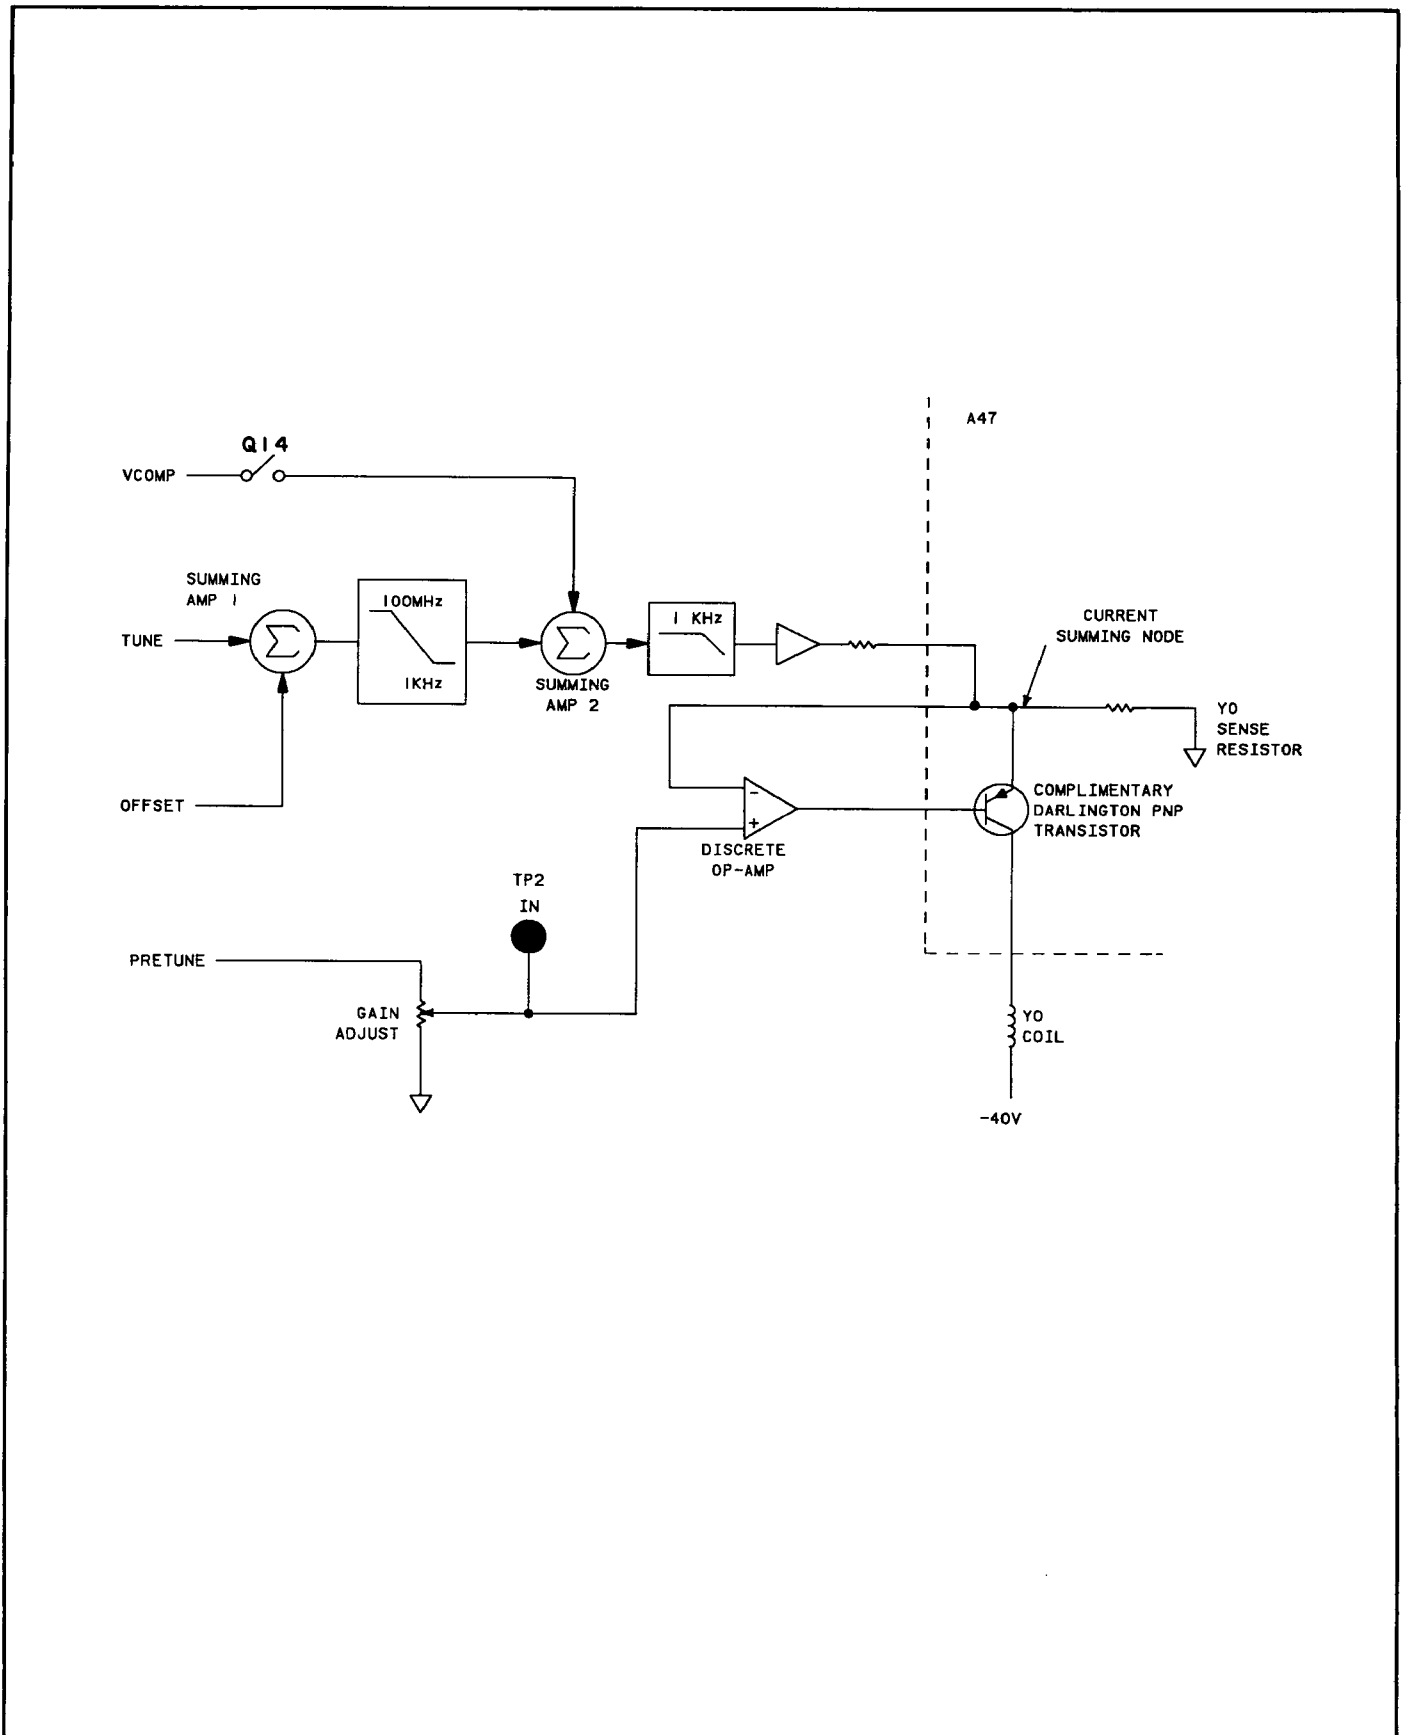 A47
Q14
VCOMP
SUMMING
AMP 1
100MHz
1KHz
TUNE
1 KHz
SUMMING
AMP 2
CURRENT
SUMMING NODE
YO
SENSE
RESISTOR
OFFSET
-
+
DISCRETE
OP-AMP
COMPLIMENTARY
DARLINGTON PNP
TRANSISTOR
TP2
IN
PRETUNE
GAIN
ADJUST
YO
COIL
-40V